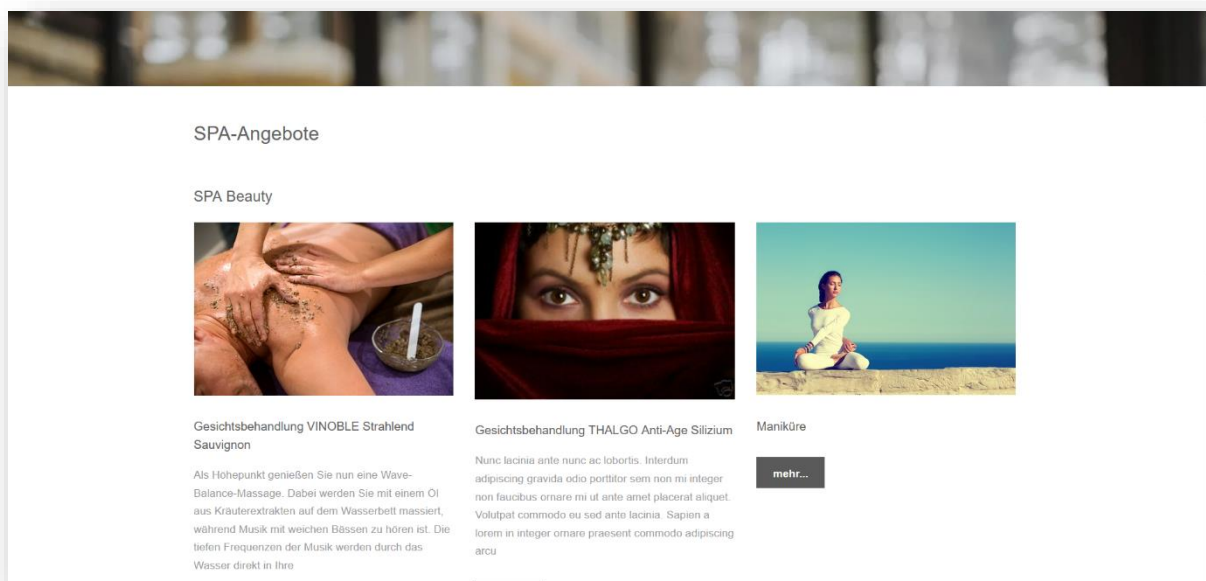 SPA-Angebote
SPA Beauty
Gesichtsbehandlung VINOBLE Strahlend
Sauvignon
Als Höhepunkt genießen Sie nun eine Wave-
Balance-Massage. Dabei werden Sie mit einem Öl
aus Kräuterextrakten auf dem Wasserbett massiert,
während Musik mit weichen Bässen zu hören ist. Die
tiefen Frequenzen der Musik werden durch das
Wasser direkt in Ihre
Gesichtsbehandlung THALGO Anti-Age Silizium
Nunc lacinia ante nunc ac lobortis. Interdum
adipiscing gravida odio porttitor sem non mi integer
non faucibus ornare mi ut ante amet placerat aliquet.
Volutpat commodo eu sed ante lacinia. Sapien a
lorem in integer ornare praesent commodo adipiscing
arcu
Maniküre
mehr...